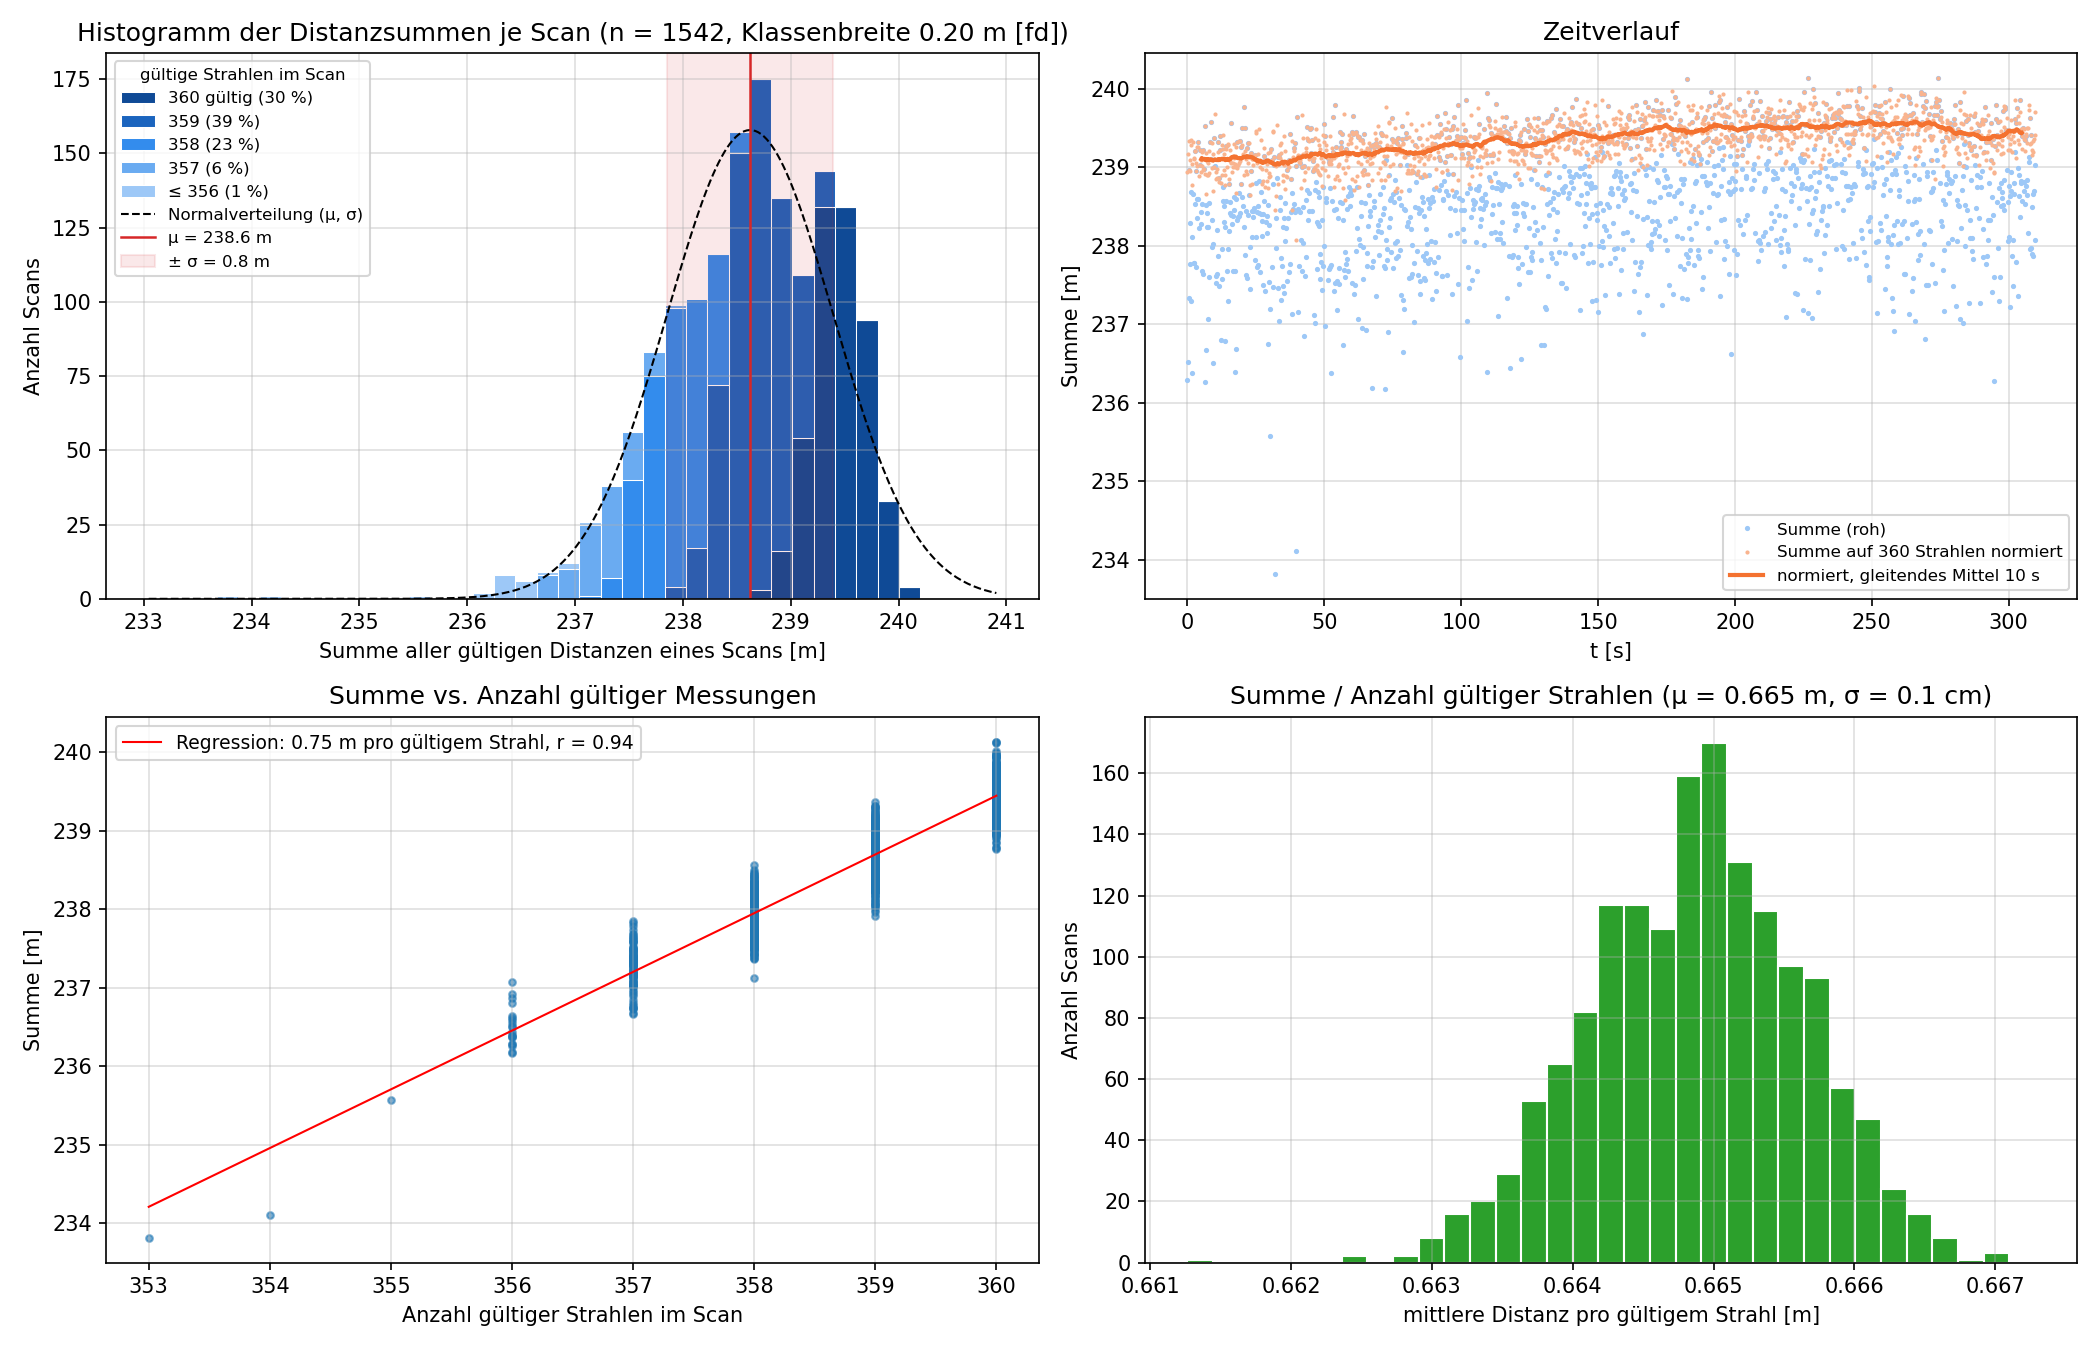 Histogramm der Distanzsummen je Scan (n = 1542, Klassenbreite 0.20 m [fd])
gültige Strahlen im Scan
360 gültig (30 %)
359 (39 %)
358 (23 %)
357 (6 %)
≤ 356 (1 %)
Normalverteilung (μ, σ)
μ = 238.6 m
± σ = 0.8 m
Anzahl Scans
175
150
125
100
75
50
25
0
233 234 235 236 237 238 239 240 241
Summe aller gültigen Distanzen eines Scans [m]
Zeitverlauf
Summe [m]
240
239
238
237
236
235
234
Summe (roh)
Summe auf 360 Strahlen normiert
normiert, gleitendes Mittel 10 s
0 50 100 150 200 250 300
t [s]
Summe vs. Anzahl gültiger Messungen
Regression: 0.75 m pro gültigem Strahl, r = 0.94
Summe [m]
240
239
238
237
236
235
234
353 354 355 356 357 358 359 360
Anzahl gültiger Strahlen im Scan
Summe / Anzahl gültiger Strahlen (μ = 0.665 m, σ = 0.1 cm)
Anzahl Scans
160
140
120
100
80
60
40
20
0
0.661 0.662 0.663 0.664 0.665 0.666 0.667
mittlere Distanz pro gültigem Strahl [m]